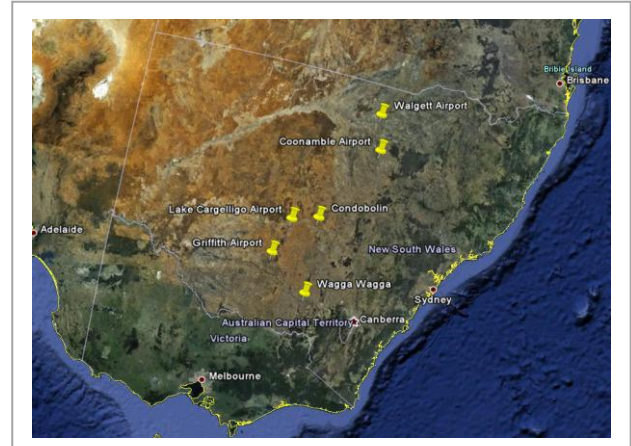 Bribie Island
Brisbane
Walgett Airport
Coonamble Airport
Lake Cargelligo Airport
Condobolin
Adelaide
Griffith Airport
New South Wales
Wagga Wagga
Sydney
Australian Capital Territory
Canberra
Victoria
Melbourne